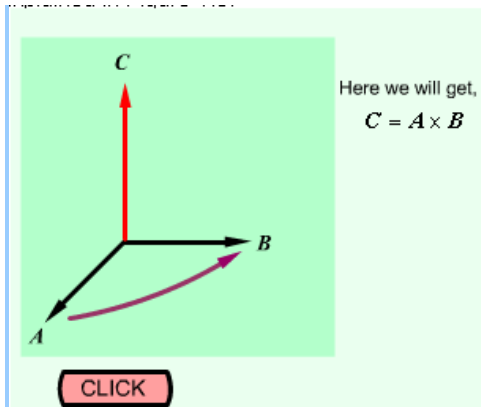 C
Here we will get,
C = A × B
B
A
CLICK